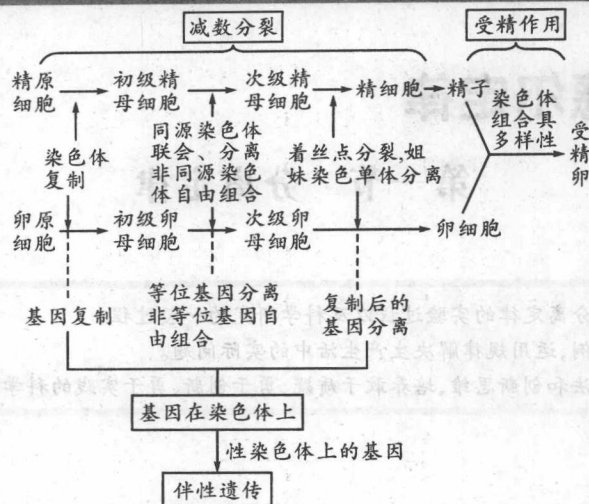 减数分裂
受精作用
精原
细胞
初级精
母细胞
次级精
母细胞
精细胞
精子
染色体
组合具
多样性
受
精
卵
染色体
复制
同源染色体
联会、分离
非同源染色
体自由组合
着丝点分裂,姐
妹染色单体分离
卵原
细胞
初级卵
母细胞
次级卵
母细胞
卵细胞
基因复制
等位基因分离
非等位基因自
由组合
复制后的
基因分离
基因在染色体上
性染色体上的基因
伴性遗传